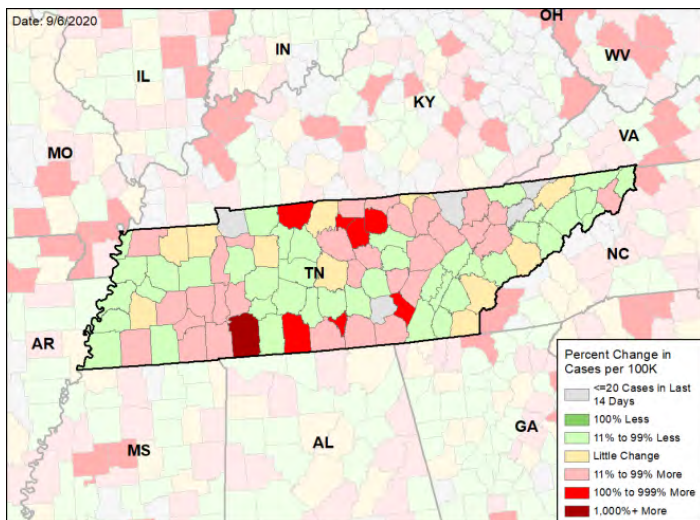 Date: 9/6/2020
OH
IN
IL
WV
KY
MO
VA
TN
NC
AR
MS
AL
GA
Percent Change in
Cases per 100K
<=20 Cases in Last
14 Days
100% Less
11% to 99% Less
Little Change
11% to 99% More
100% to 999% More
1,000%+ More